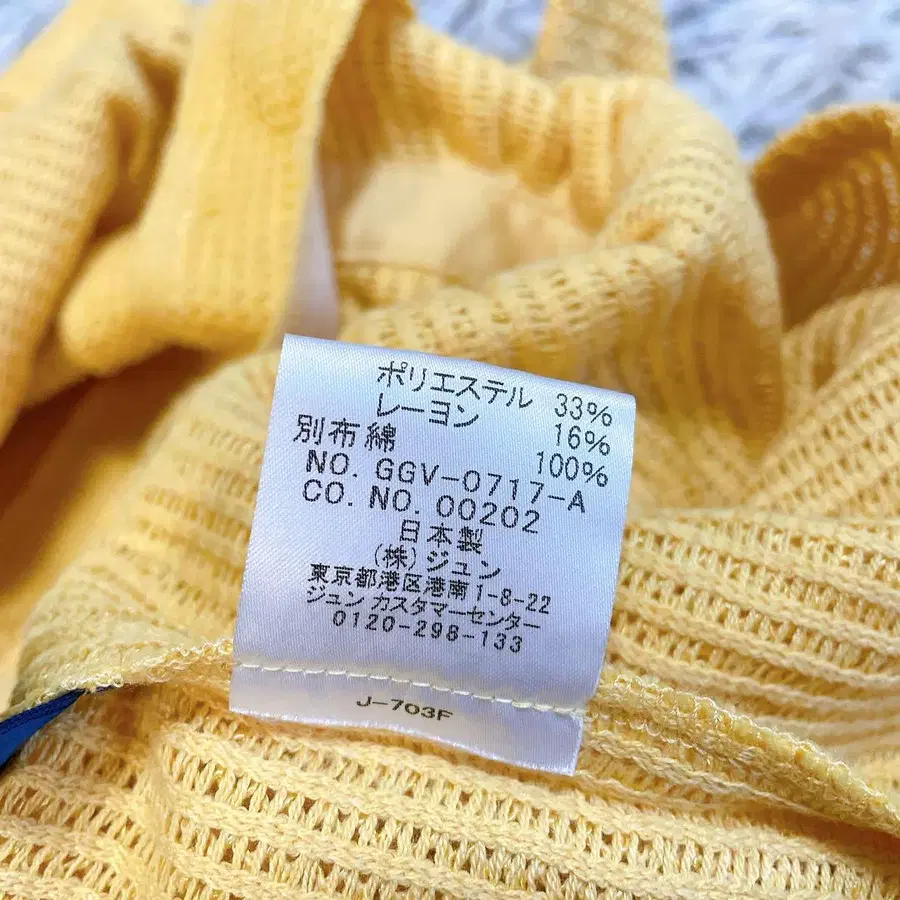 ポリエステル 33%
レーヨン 16%
別布綿 100%
NO. GGV-0717-A
CO. NO. 00202
日本製
(株)ジュン
東京都港区港南1-8-22
ジュン カスタマーセンター
0120-298-133
J-703F